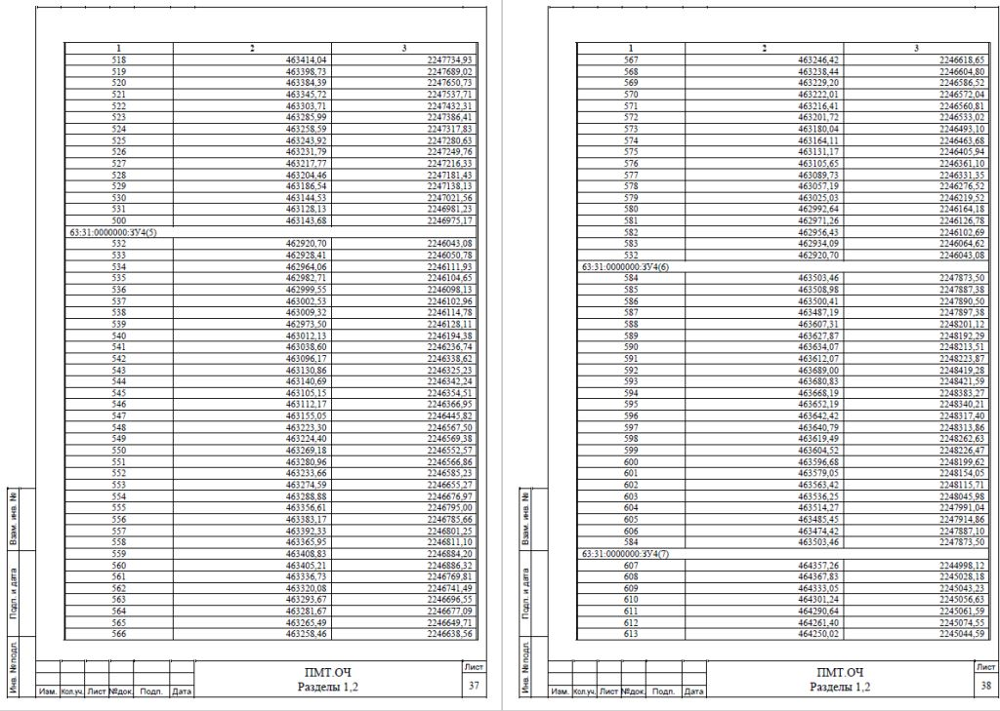 1 2 3
518 463414,04 2247734,93
519 463398,73 2247689,02
520 463384,39 2247650,73
521 463345,72 2247537,71
522 463303,71 2247432,31
523 463285,99 2247386,41
524 463258,59 2247317,83
525 463243,92 2247280,63
526 463231,79 2247249,76
527 463217,77 2247216,33
528 463204,46 2247181,43
529 463186,54 2247138,13
530 463144,53 2247021,56
531 463128,13 2246981,23
500 463143,68 2246975,17
63:31:0000000:ЗУ4(5)
532 462920,70 2246043,08
533 462928,41 2246050,78
534 462964,06 2246111,93
535 462982,71 2246104,65
536 462999,55 2246098,13
537 463002,53 2246102,96
538 463009,32 2246114,78
539 462973,50 2246128,11
540 463012,13 2246194,38
541 463038,60 2246236,74
542 463096,17 2246338,62
543 463130,86 2246325,23
544 463140,69 2246342,24
545 463105,15 2246354,51
546 463112,17 2246366,95
547 463155,05 2246445,82
548 463223,30 2246567,50
549 463224,40 2246569,38
550 463269,18 2246552,57
551 463280,96 2246566,86
552 463233,66 2246585,23
553 463274,59 2246655,27
554 463288,88 2246676,97
555 463356,61 2246795,00
556 463383,17 2246785,66
557 463392,33 2246801,25
558 463365,95 2246811,10
559 463408,83 2246884,20
560 463405,21 2246886,32
561 463336,73 2246769,81
562 463320,08 2246741,49
563 463293,67 2246696,55
564 463281,67 2246677,09
565 463265,49 2246649,71
566 463258,46 2246638,56
Взам. инв. №
Подп. и дата
Инв. № подл.
Изм. Кол.уч. Лист №док. Подп. Дата
ПМТ.ОЧ
Разделы 1,2
Лист
37
1 2 3
567 463246,42 2246618,65
568 463238,44 2246604,80
569 463229,20 2246586,52
570 463222,01 2246572,04
571 463216,41 2246560,81
572 463201,72 2246533,02
573 463180,04 2246493,10
574 463164,11 2246463,68
575 463131,17 2246405,94
576 463105,65 2246361,10
577 463089,73 2246331,35
578 463057,19 2246276,52
579 463025,03 2246219,52
580 462992,64 2246164,18
581 462971,26 2246126,78
582 462956,43 2246102,69
583 462934,09 2246064,62
532 462920,70 2246043,08
63:31:0000000:ЗУ4(6)
584 463503,46 2247873,50
585 463508,98 2247887,38
586 463500,41 2247890,50
587 463487,19 2247897,38
588 463607,31 2248201,12
589 463627,87 2248192,29
590 463634,07 2248213,51
591 463612,07 2248223,87
592 463689,00 2248419,28
593 463680,83 2248421,59
594 463668,19 2248383,27
595 463652,19 2248340,21
596 463642,42 2248317,40
597 463640,79 2248313,86
598 463619,49 2248262,63
599 463604,52 2248226,47
600 463596,68 2248199,62
601 463579,05 2248154,05
602 463563,42 2248115,71
603 463536,25 2248045,98
604 463514,27 2247991,04
605 463485,45 2247914,86
606 463474,42 2247887,10
584 463503,46 2247873,50
63:31:0000000:ЗУ4(7)
607 464357,26 2244998,12
608 464367,83 2245028,18
609 464333,05 2245043,23
610 464301,24 2245056,63
611 464290,64 2245061,59
612 464261,40 2245074,55
613 464250,02 2245044,59
Взам. инв. №
Подп. и дата
Инв. № подл.
Изм. Кол.уч. Лист №док. Подп. Дата
ПМТ.ОЧ
Разделы 1,2
Лист
38